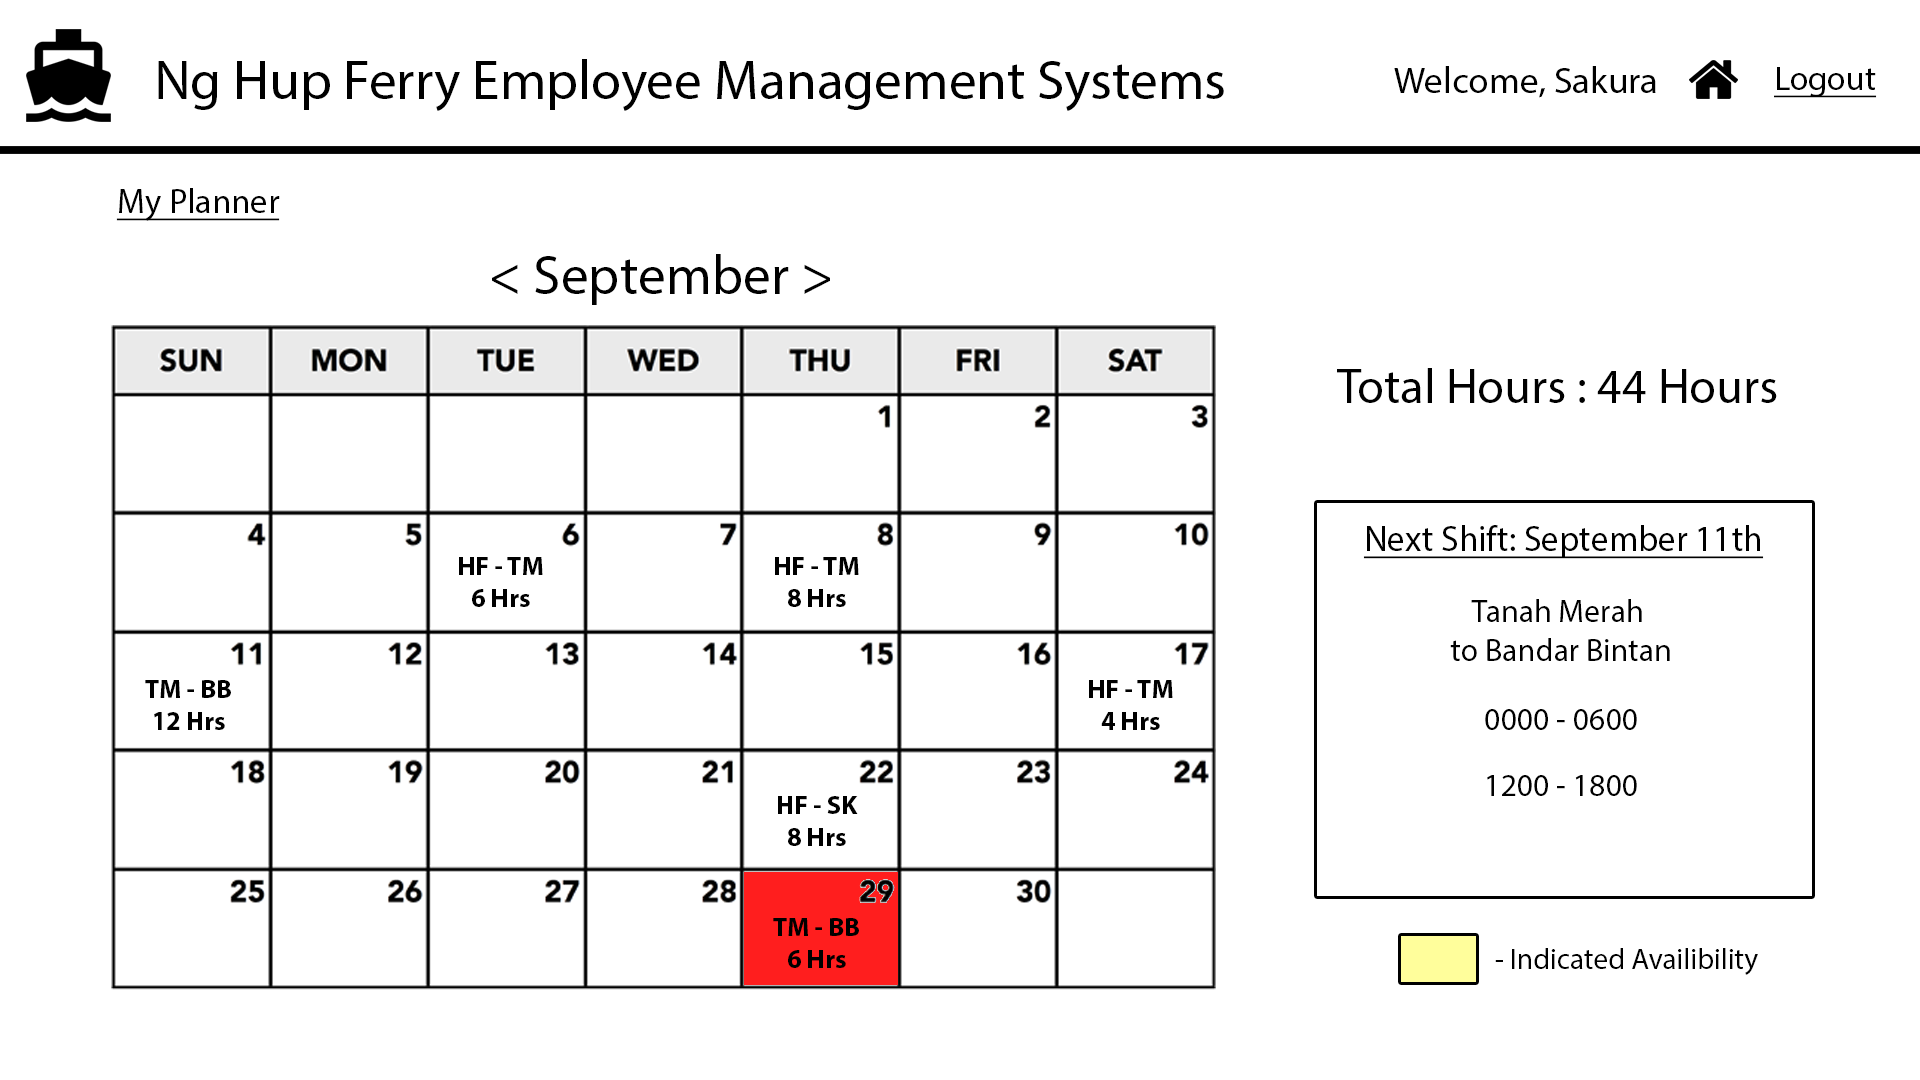 Ng Hup Ferry Employee Management Systems
Welcome, Sakura
Logout
My Planner
< September >
SUN MON TUE WED THU FRI SAT
1 2 3
4 5 6 7 8 9 10
HF - TM HF - TM
6 Hrs 8 Hrs
11 12 13 14 15 16 17
TM - BB HF - TM
12 Hrs 4 Hrs
18 19 20 21 22 23 24
HF - SK
8 Hrs
25 26 27 28 29 30
TM - BB
6 Hrs
Total Hours : 44 Hours
Next Shift: September 11th
Tanah Merah
to Bandar Bintan
0000 - 0600
1200 - 1800
- Indicated Availibility